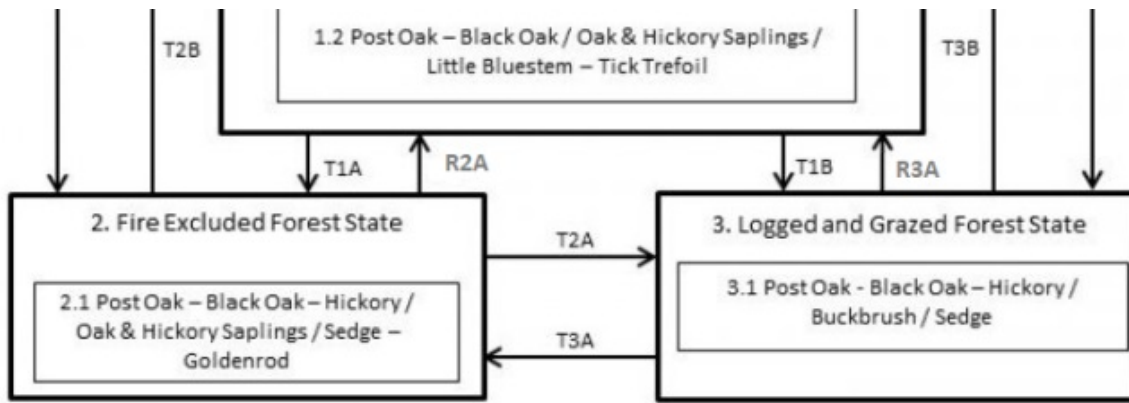 1.2 Post Oak – Black Oak / Oak & Hickory Saplings /
Little Bluestem – Tick Trefoil
T2B
T3B
T1A
R2A
T1B
R3A
2. Fire Excluded Forest State
2.1 Post Oak – Black Oak – Hickory /
Oak & Hickory Saplings / Sedge –
Goldenrod
T2A
T3A
3. Logged and Grazed Forest State
3.1 Post Oak - Black Oak – Hickory /
Buckbrush / Sedge